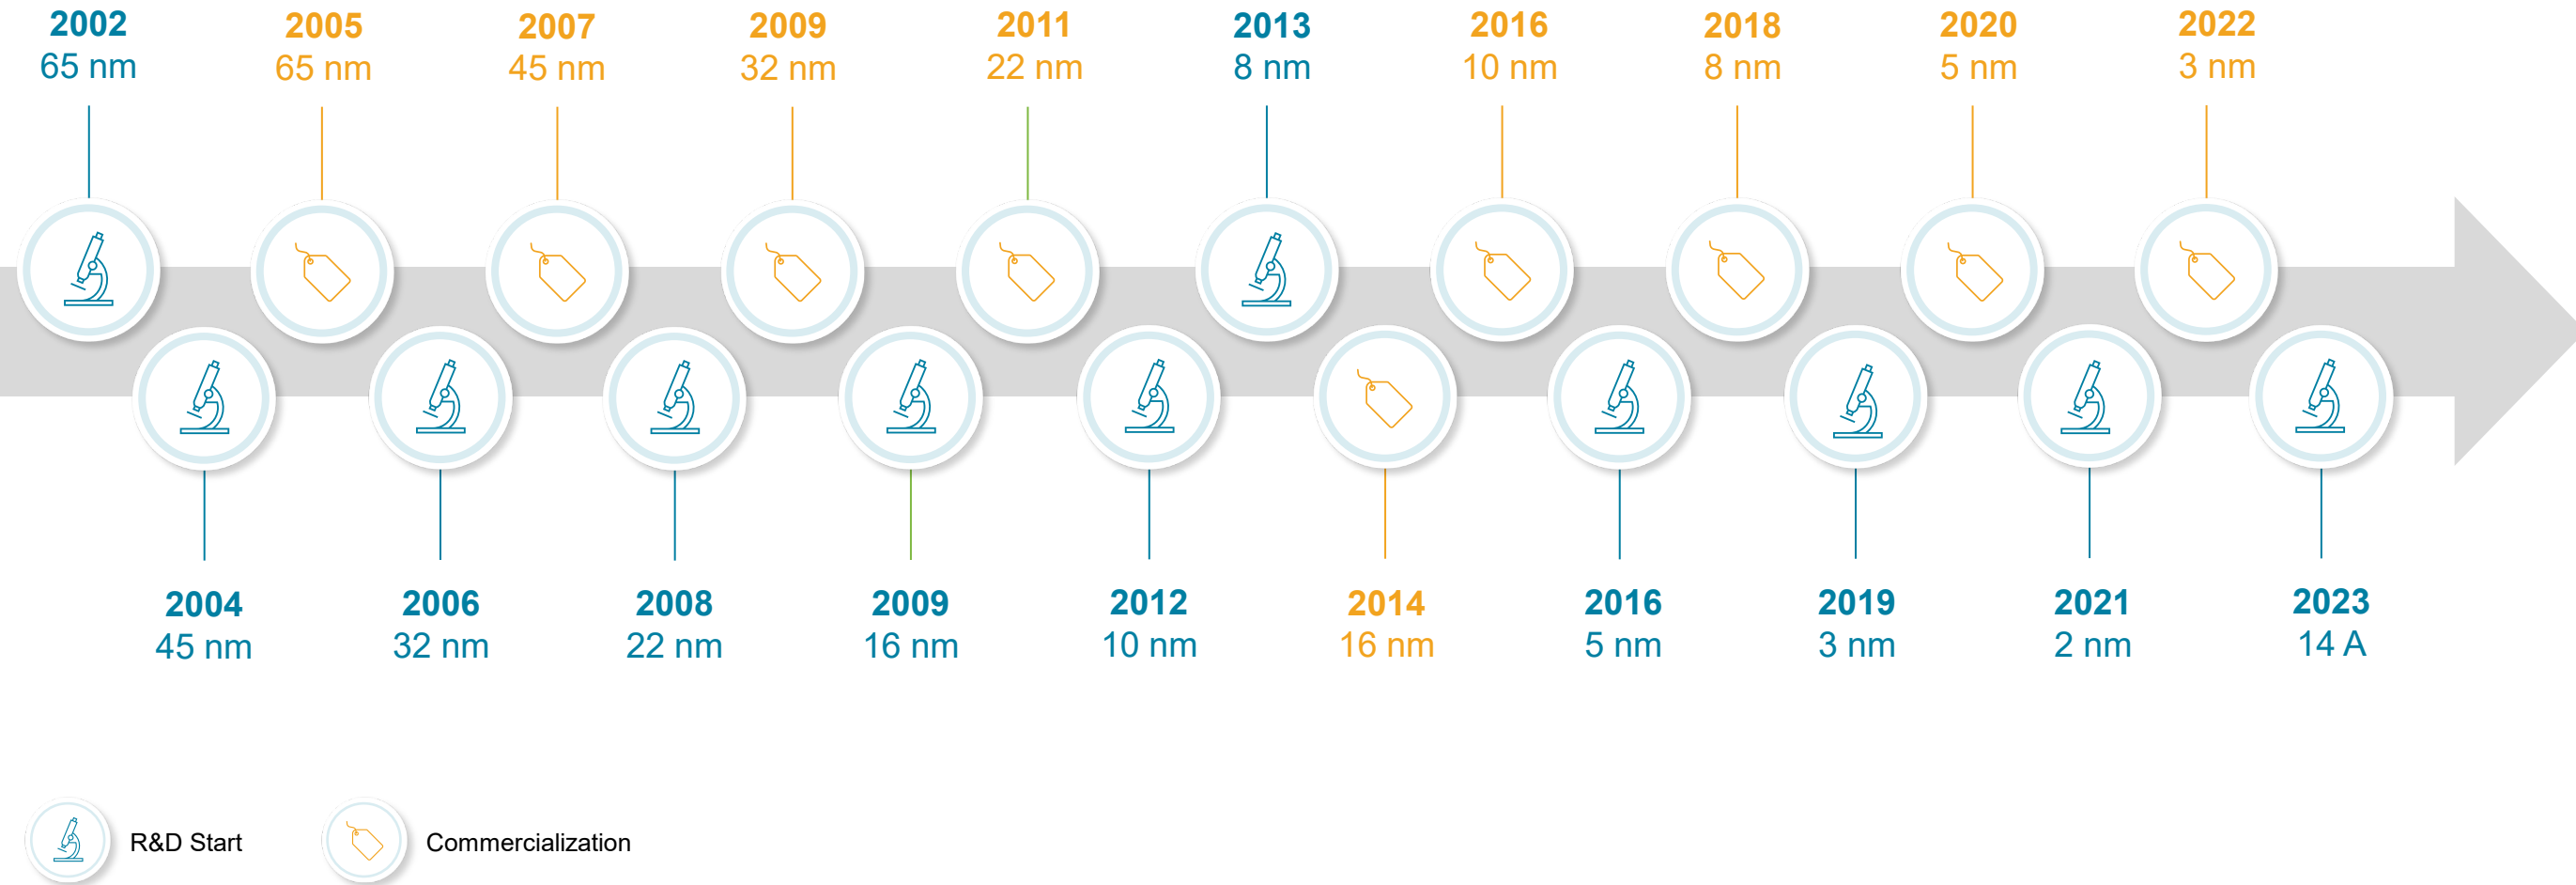 2002
65 nm
2005
65 nm
2007
45 nm
2009
32 nm
2011
22 nm
2013
8 nm
2016
10 nm
2018
8 nm
2020
5 nm
2022
3 nm
2004
45 nm
2006
32 nm
2008
22 nm
2009
16 nm
2012
10 nm
2014
16 nm
2016
5 nm
2019
3 nm
2021
2 nm
2023
14 A
R&D Start
Commercialization